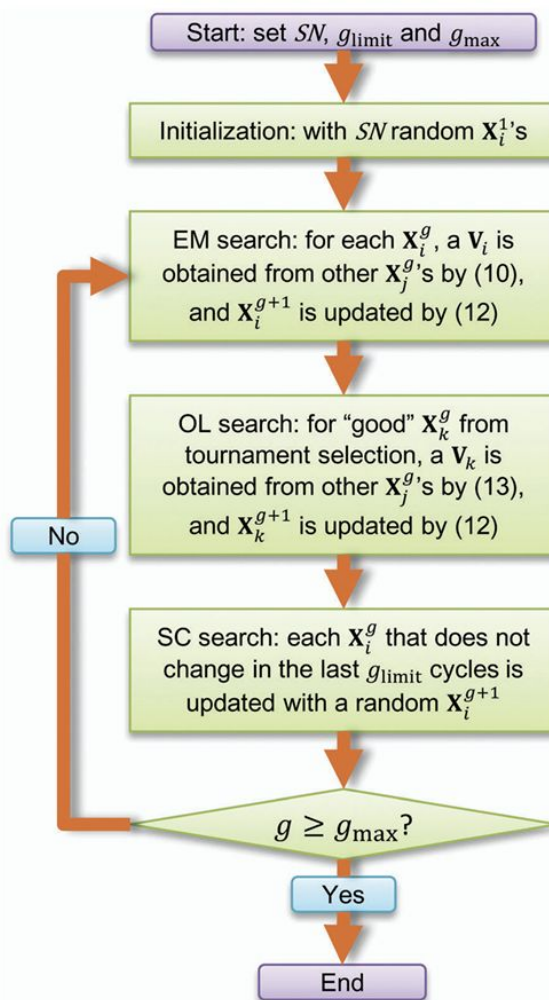 Start: set SN, g_limit and g_max
Initialization: with SN random X_i^1's
EM search: for each X_i^g, a V_i is
obtained from other X_j^g's by (10),
and X_i^{g+1} is updated by (12)
OL search: for “good” X_k^g from
tournament selection, a V_k is
obtained from other X_j^g's by (13),
and X_k^{g+1} is updated by (12)
No
SC search: each X_i^g that does not
change in the last g_limit cycles is
updated with a random X_i^{g+1}
g ≥ g_max?
Yes
End